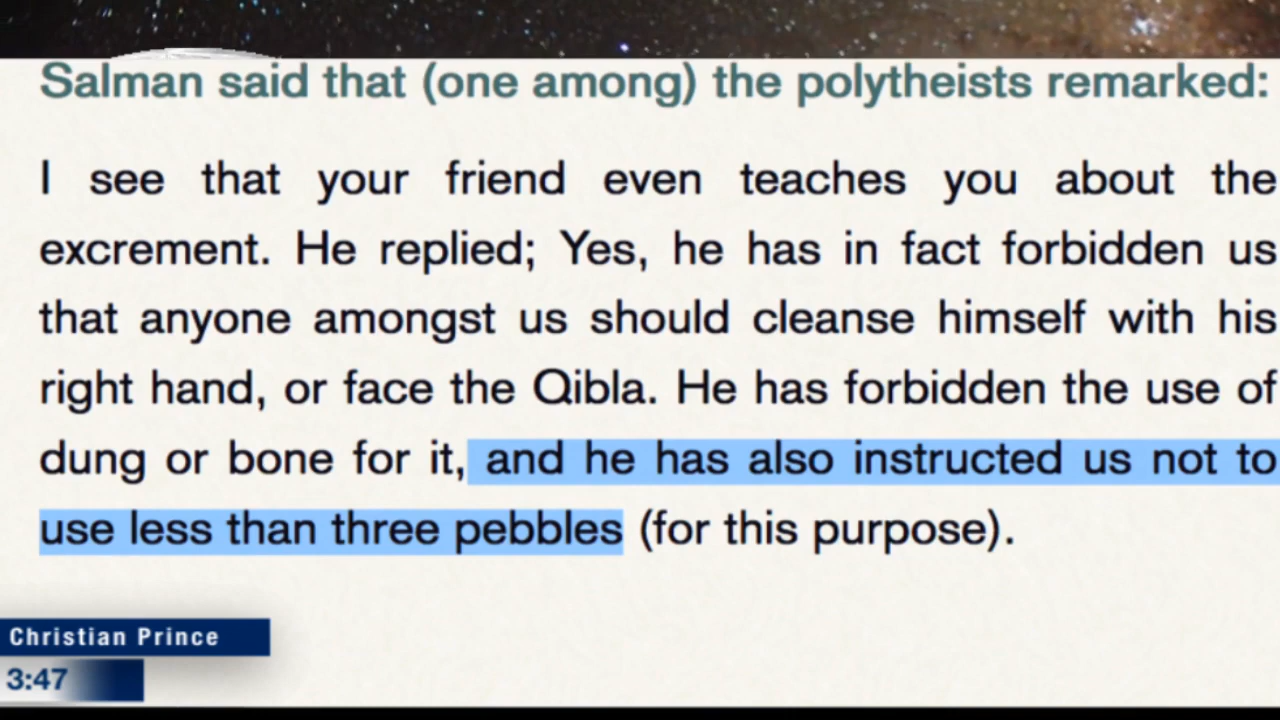 Salman said that (one among) the polytheists remarked:
I see that your friend even teaches you about the
excrement. He replied; Yes, he has in fact forbidden us
that anyone amongst us should cleanse himself with his
right hand, or face the Qibla. He has forbidden the use of
dung or bone for it, and he has also instructed us not to
use less than three pebbles (for this purpose).
Christian Prince
3:47